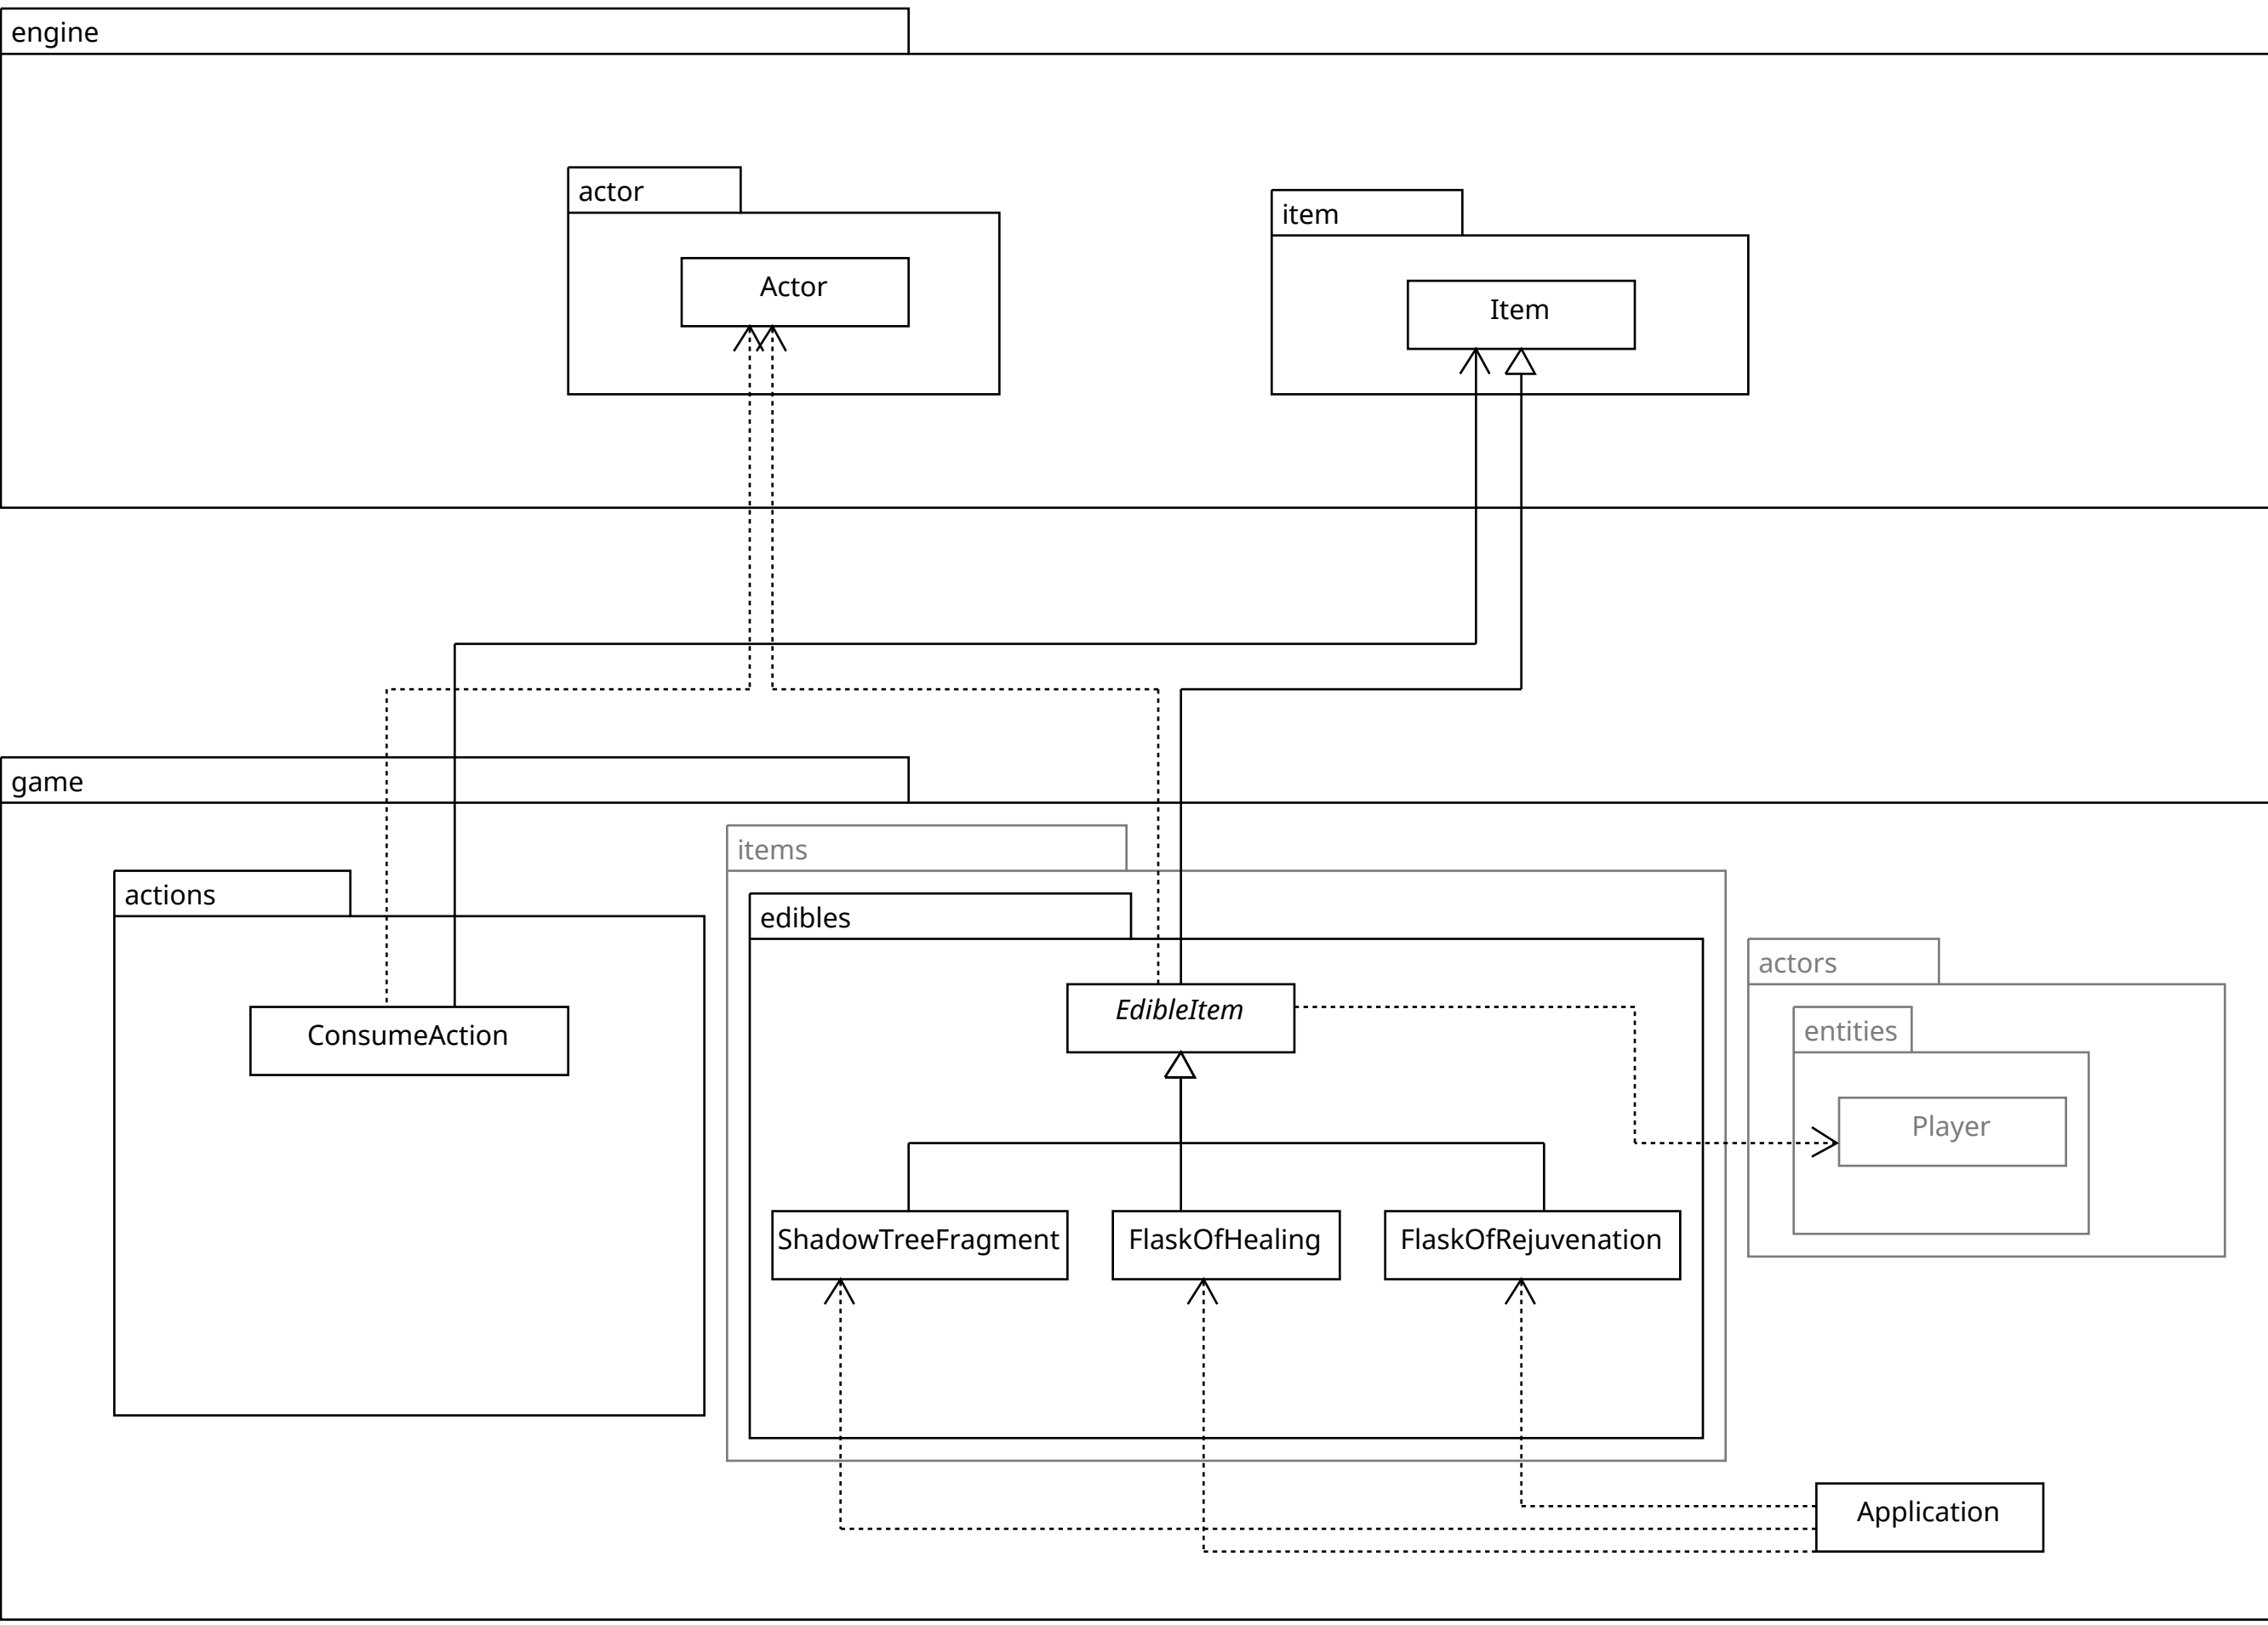 engine
actor
item
Actor
Item
game
items
actions
edibles
actors
EdibleItem
entities
ConsumeAction
Player
ShadowTreeFragment
FlaskOfHealing
FlaskOfRejuvenation
Application